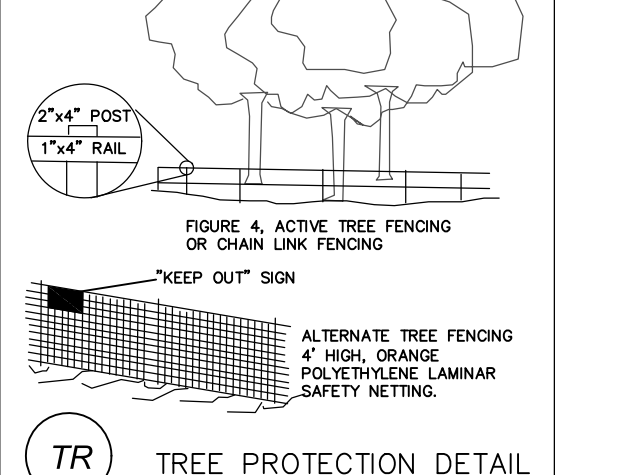 2"x4" POST
1"x4" RAIL
FIGURE 4, ACTIVE TREE FENCING
OR CHAIN LINK FENCING
"KEEP OUT" SIGN
ALTERNATE TREE FENCING
4' HIGH, ORANGE
POLYETHYLENE LAMINAR
SAFETY NETTING.
TR
TREE PROTECTION DETAIL